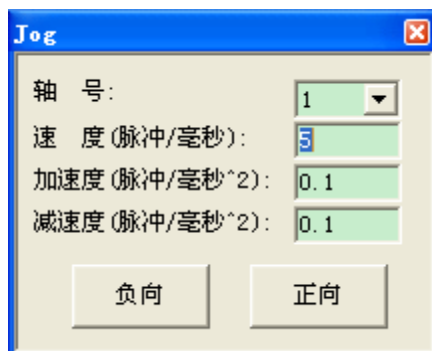 Jog
轴 号: 1
速 度(脉冲/毫秒): 5
加速度(脉冲/毫秒^2): 0.1
减速度(脉冲/毫秒^2): 0.1
负向 正向